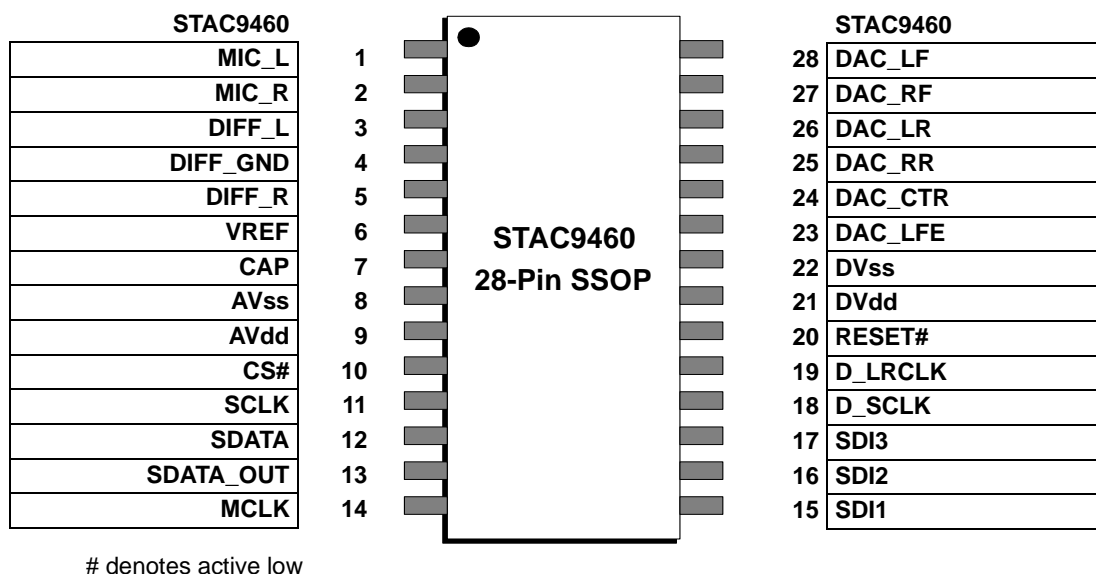 STAC9460 STAC9460
MIC_L 1 28 DAC_LF
MIC_R 2 27 DAC_RF
DIFF_L 3 26 DAC_LR
DIFF_GND 4 25 DAC_RR
DIFF_R 5 24 DAC_CTR
VREF 6 STAC9460 23 DAC_LFE
CAP 7 28-Pin SSOP 22 DVss
AVss 8 21 DVdd
AVdd 9 20 RESET#
CS# 10 19 D_LRCLK
SCLK 11 18 D_SCLK
SDATA 12 17 SDI3
SDATA_OUT 13 16 SDI2
MCLK 14 15 SDI1
# denotes active low